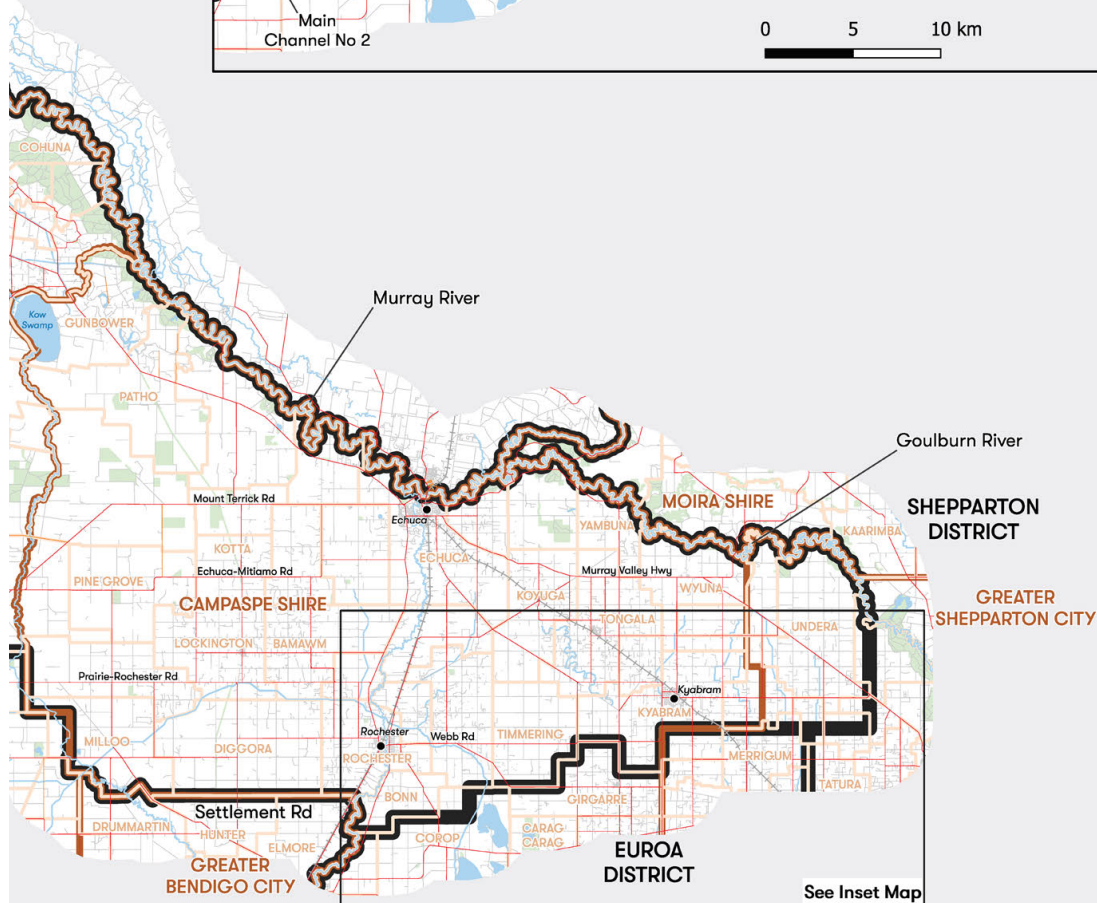 Main
Channel No 2
0 5 10 km
COHUNA
Murray River
Kow
Swamp
GUNBOWER
PATHO
Goulburn River
Mount Terrick Rd
MOIRA SHIRE
SHEPPARTON
DISTRICT
Echuca
YAMBUNA
KAARIMBA
KOTTA
ECHUCA
Echuca-Mitiamo Rd
Murray Valley Hwy
PINE GROVE
WYUNA
KOYUGA
CAMPASPE SHIRE
GREATER
SHEPPARTON CITY
TONGALA
UNDERA
LOCKINGTON
BAMAWM
Prairie-Rochester Rd
Kyabram
KYABRAM
Rochester
Webb Rd
TIMMERING
MILLOO
DIGGORA
ROCHESTER
MERRIGUM
TATURA
BONN
GIRGARRE
Settlement Rd
DRUMMARTIN
HUNTER
COROP
CARAG
CARAG
ELMORE
EUROA
DISTRICT
GREATER
BENDIGO CITY
See Inset Map